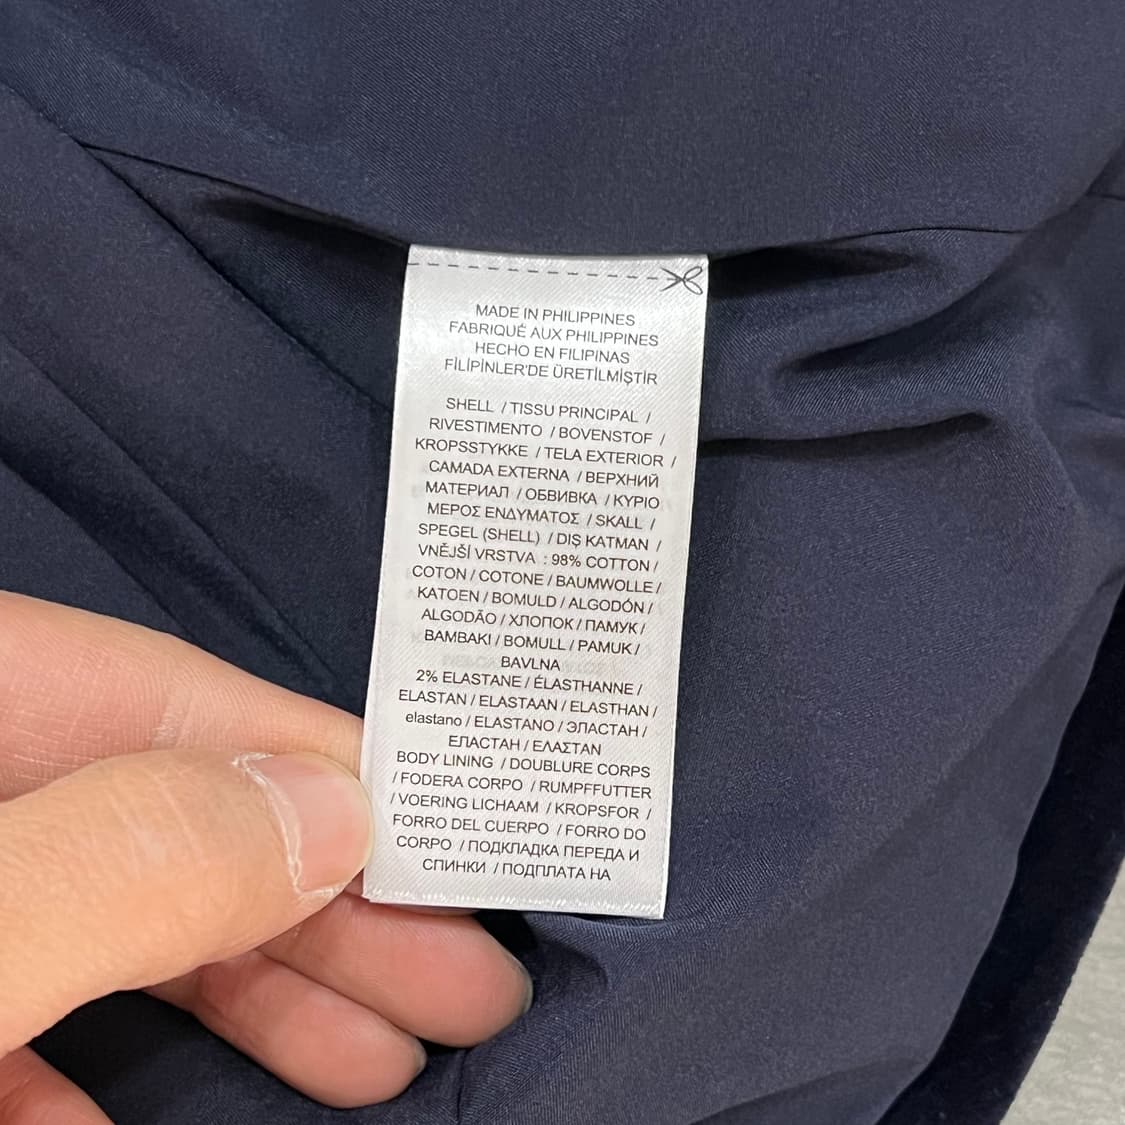 MADE IN PHILIPPINES
FABRIQUÉ AUX PHILIPPINES
HECHO EN FILIPINAS
FİLİPİNLER'DE ÜRETİLMİŞTİR
SHELL / TISSU PRINCIPAL /
RIVESTIMENTO / BOVENSTOF /
KROPSSTYKKE / TELA EXTERIOR /
CAMADA EXTERNA / ВЕРХНИЙ
МАТЕРИАЛ / ОБВИВКА / ΚΥΡΙΟ
ΜΕΡΟΣ ΕΝΔΥΜΑΤΟΣ / SKALL /
SPEGEL (SHELL) / DIŞ KATMAN /
VNĚJŠÍ VRSTVA : 98% COTTON /
COTON / COTONE / BAUMWOLLE /
KATOEN / BOMULD / ALGODÓN /
ALGODÃO / ХЛОПОК / ПАМУК /
ΒΑΜΒΑΚΙ / BOMULL / PAMUK /
BAVLNA
2% ELASTANE / ÉLASTHANNE /
ELASTAN / ELASTAAN / ELASTHAN /
elastano / ELASTANO / ЭЛАСТАН /
ЕЛАСТАН / ΕΛΑΣΤΑΝ
BODY LINING / DOUBLURE CORPS
/ FODERA CORPO / RUMPFFUTTER
/ VOERING LICHAAM / KROPSFOR /
FORRO DEL CUERPO / FORRO DO
CORPO / ПОДКЛАДКА ПЕРЕДА И
СПИНКИ / ПОДПЛАТА НА